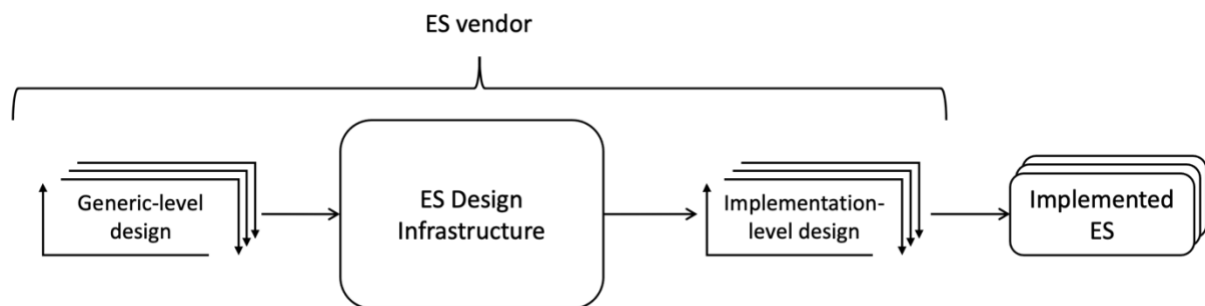 ES vendor
Generic-level
design
ES Design
Infrastructure
Implementation-
level design
Implemented
ES